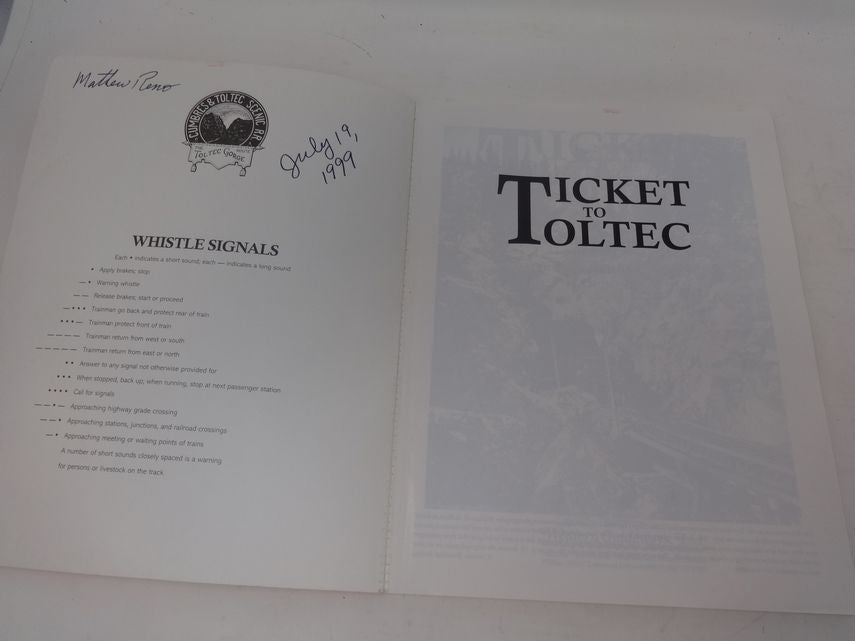 Mathew Reno
CUMBRES & TOLTEC SCENIC R.R.
THE TOLTEC GORGE ROUTE
July 19,
1999
WHISTLE SIGNALS
Each • indicates a short sound; each — indicates a long sound
• Apply brakes; stop
— • Warning whistle
— — Release brakes; start or proceed
— • • • Trainman go back and protect rear of train
• • • — Trainman protect front of train
— — — — Trainman return from west or south
— — — — — Trainman return from east or north
• • Answer to any signal not otherwise provided for
• • • When stopped, back up; when running, stop at next passenger station
• • • • Call for signals
— — • — Approaching highway grade crossing
— — • Approaching stations, junctions, and railroad crossings
— • Approaching meeting or waiting points of trains
A number of short sounds closely spaced is a warning
for persons or livestock on the track
TICKET
TO
TOLTEC